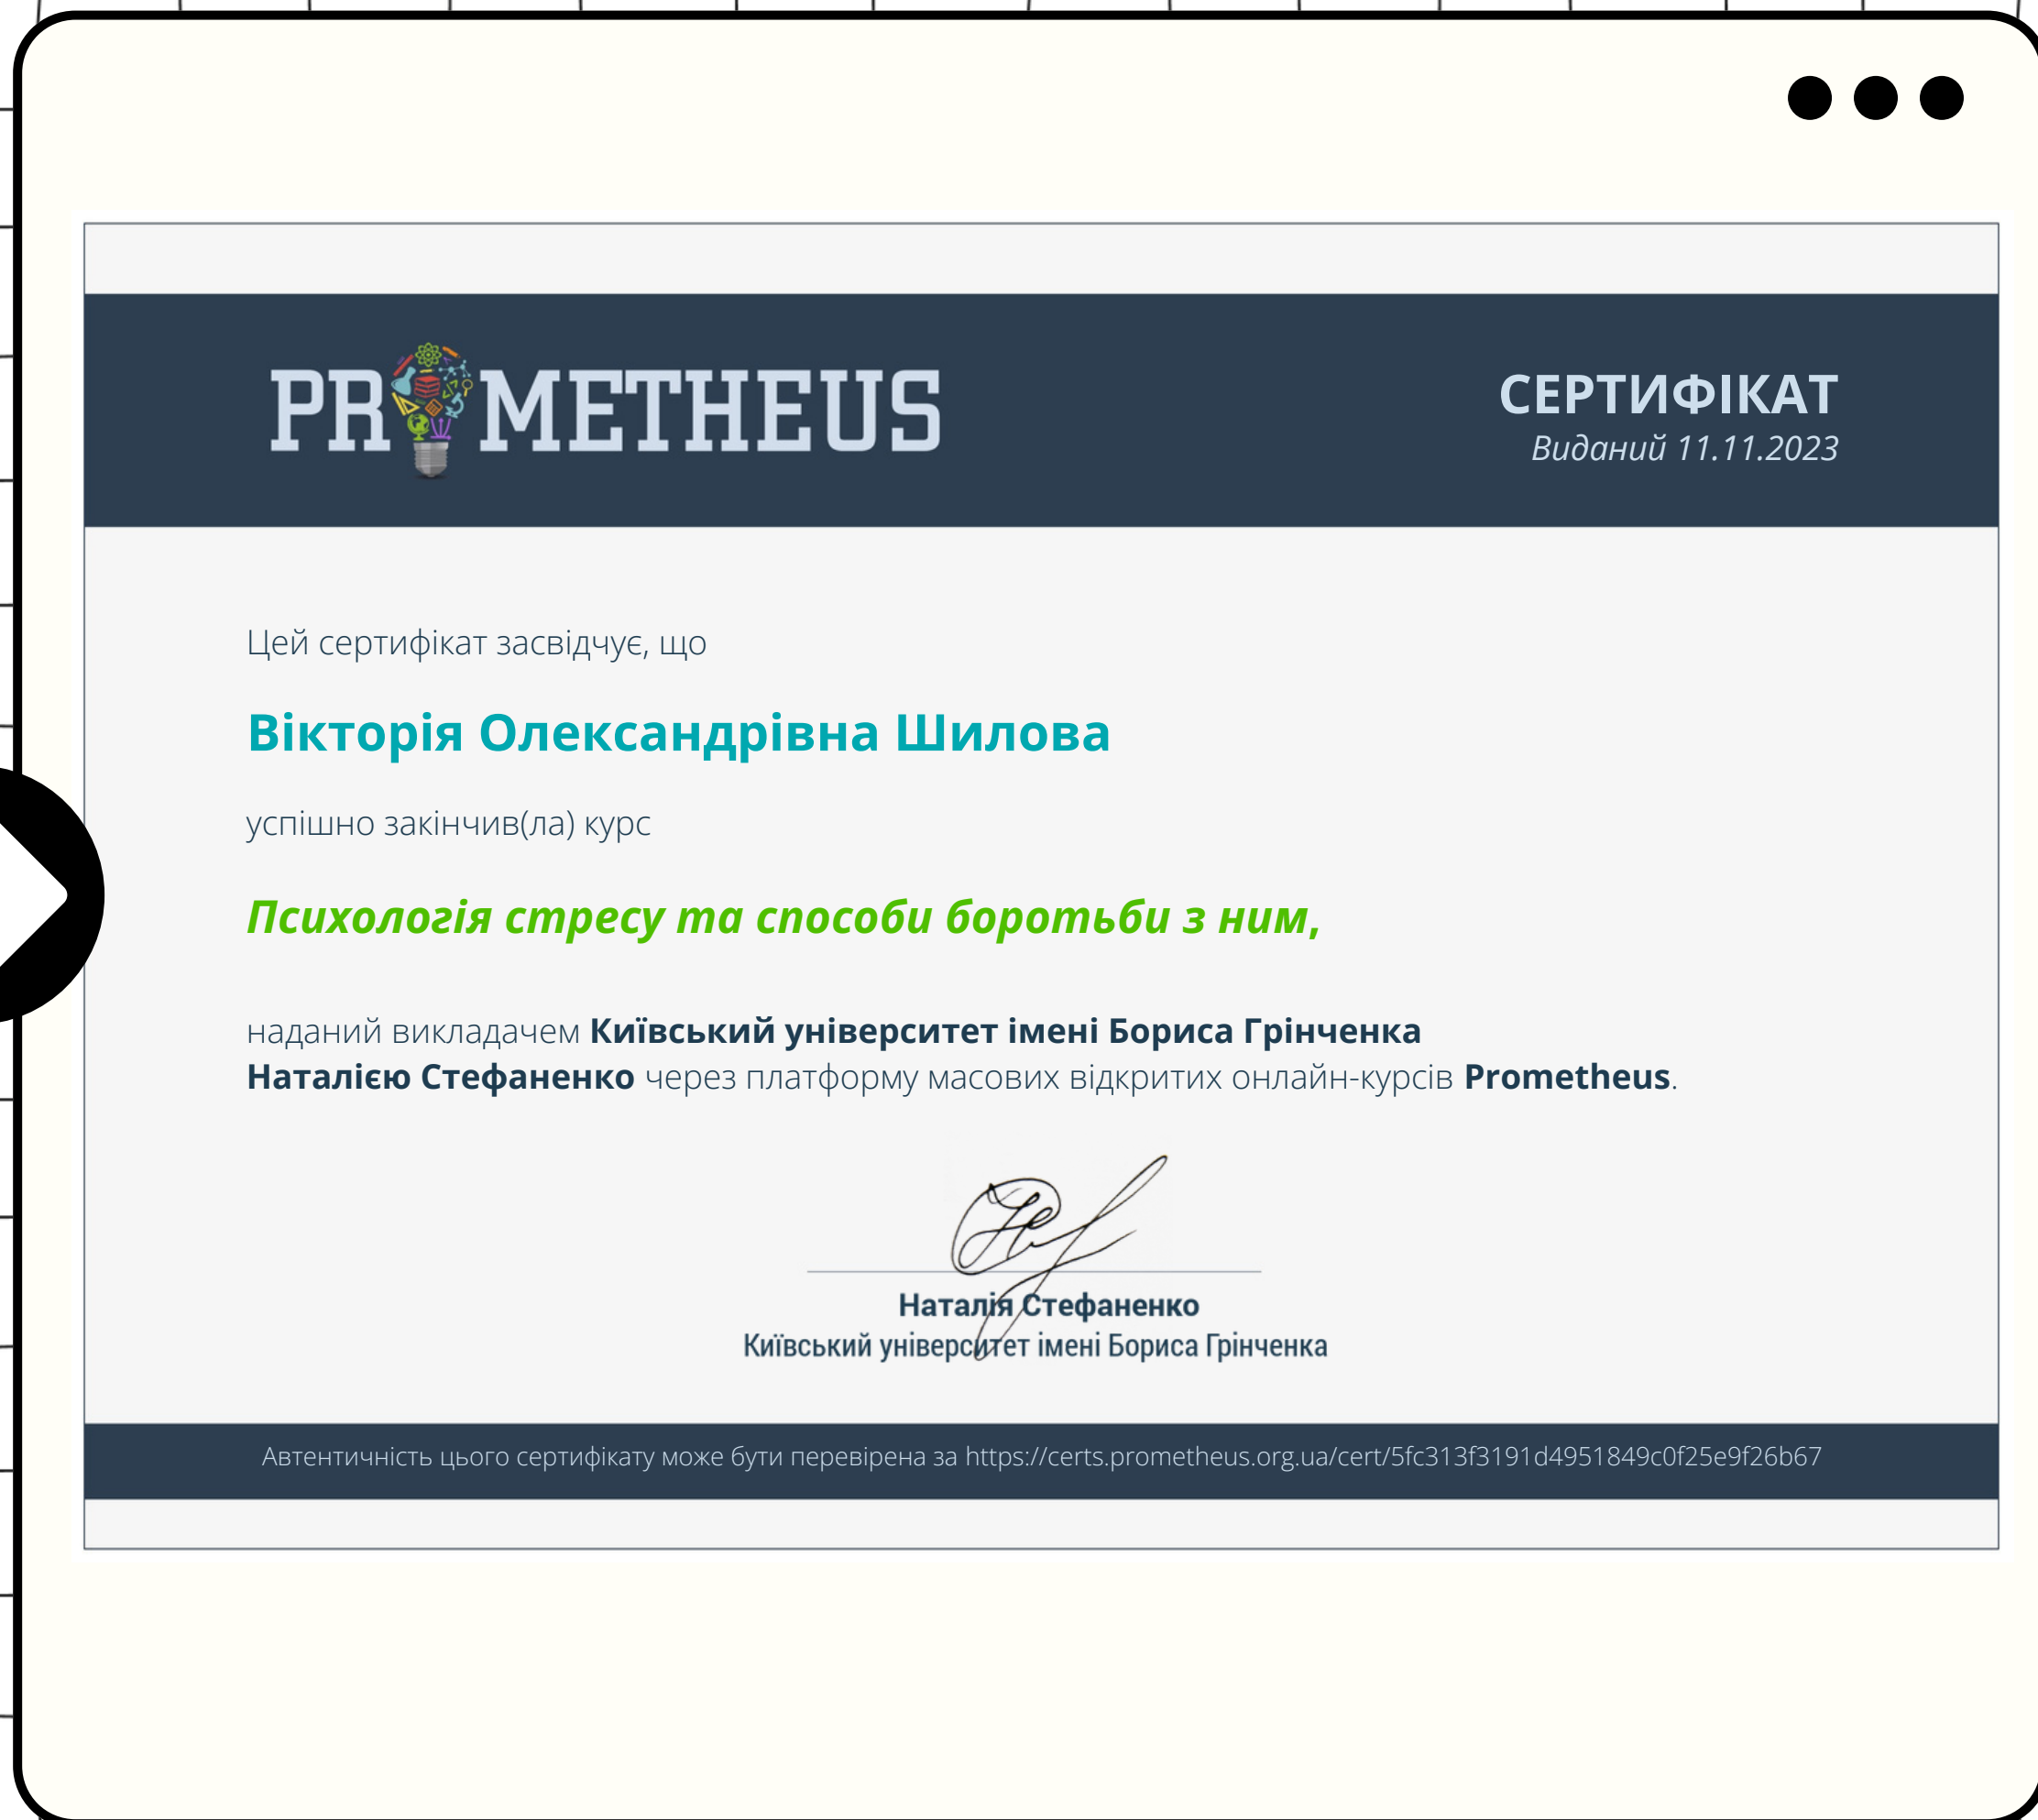 PROMETHEUS
СЕРТИФІКАТ
Виданий 11.11.2023
Цей сертифікат засвідчує, що
Вікторія Олександрівна Шилова
успішно закінчив(ла) курс
Психологія стресу та способи боротьби з ним,
наданий викладачем Київський університет імені Бориса Грінченка
Наталією Стефаненко через платформу масових відкритих онлайн-курсів Prometheus.
Наталія Стефаненко
Київський університет імені Бориса Грінченка
Автентичність цього сертифікату може бути перевірена за https://certs.prometheus.org.ua/cert/5fc313f3191d4951849c0f25e9f26b67